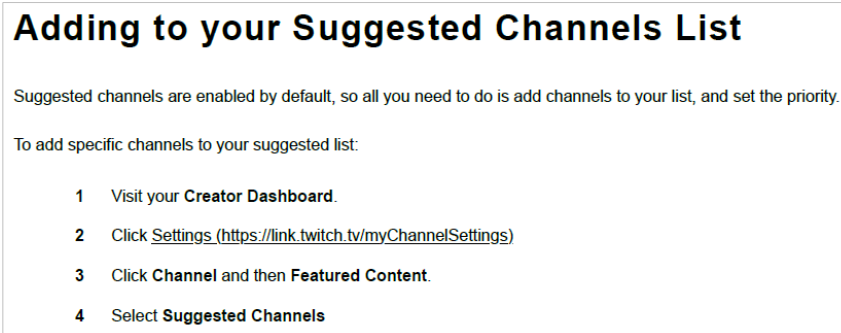 Adding to your Suggested Channels List
Suggested channels are enabled by default, so all you need to do is add channels to your list, and set the priority.
To add specific channels to your suggested list:
1 Visit your Creator Dashboard.
2 Click Settings (https://link.twitch.tv/myChannelSettings)
3 Click Channel and then Featured Content.
4 Select Suggested Channels